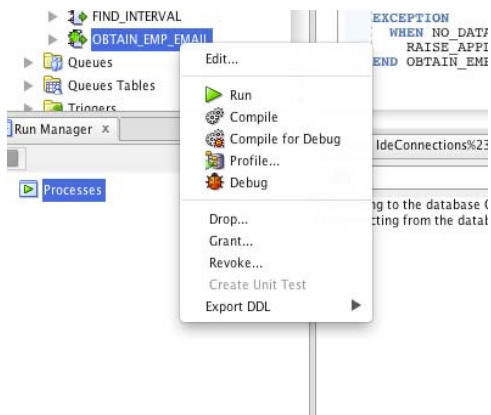 FIND_INTERVAL
OBTAIN_EMP_EMAIL
Queues
Queues Tables
Triggers
EXCEPTION
WHEN NO_DATA
RAISE_APPL
END OBTAIN_EMP
Run Manager x
Processes
Edit...
Run
Compile
Compile for Debug
Profile...
Debug
Drop...
Grant...
Revoke...
Create Unit Test
Export DDL
IdeConnections%23
ng to the database
cting from the datab